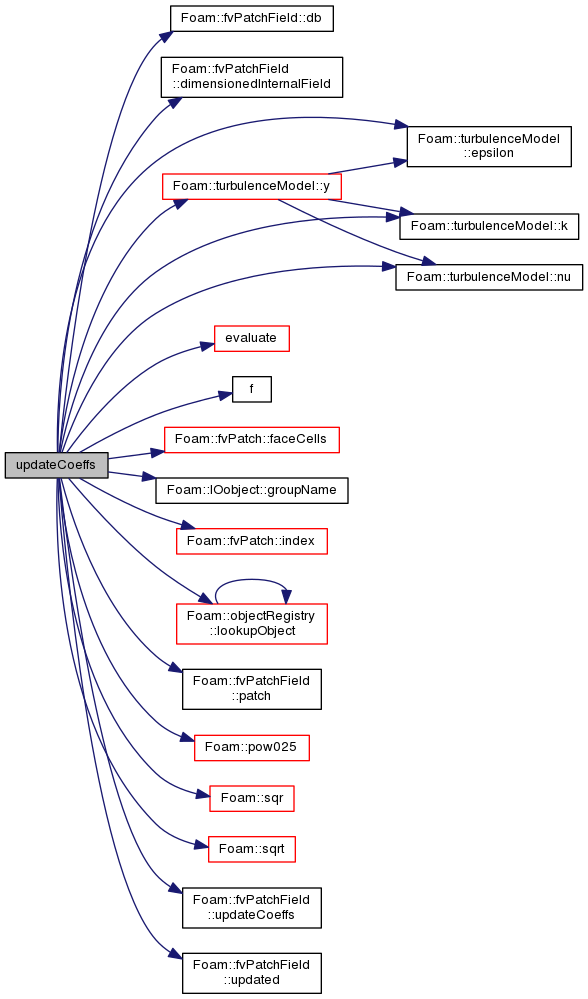 Foam::fvPatchField::db
Foam::fvPatchField
::dimensionedInternalField
Foam::turbulenceModel
::epsilon
Foam::turbulenceModel::y
Foam::turbulenceModel::k
Foam::turbulenceModel::nu
evaluate
f
Foam::fvPatch::faceCells
updateCoeffs
Foam::IOobject::groupName
Foam::fvPatch::index
Foam::objectRegistry
::lookupObject
Foam::fvPatchField
::patch
Foam::pow025
Foam::sqr
Foam::sqrt
Foam::fvPatchField
::updateCoeffs
Foam::fvPatchField
::updated